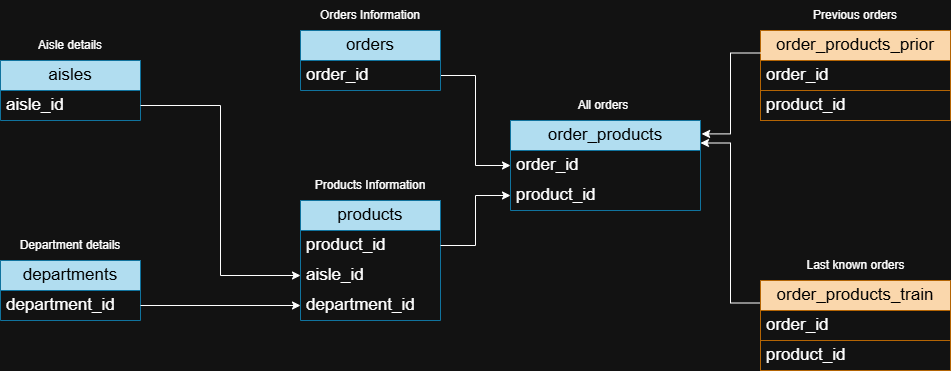 Aisle details
aisles
aisle_id
Department details
departments
department_id
Orders Information
orders
order_id
Products Information
products
product_id
aisle_id
department_id
All orders
order_products
order_id
product_id
Previous orders
order_products_prior
order_id
product_id
Last known orders
order_products_train
order_id
product_id